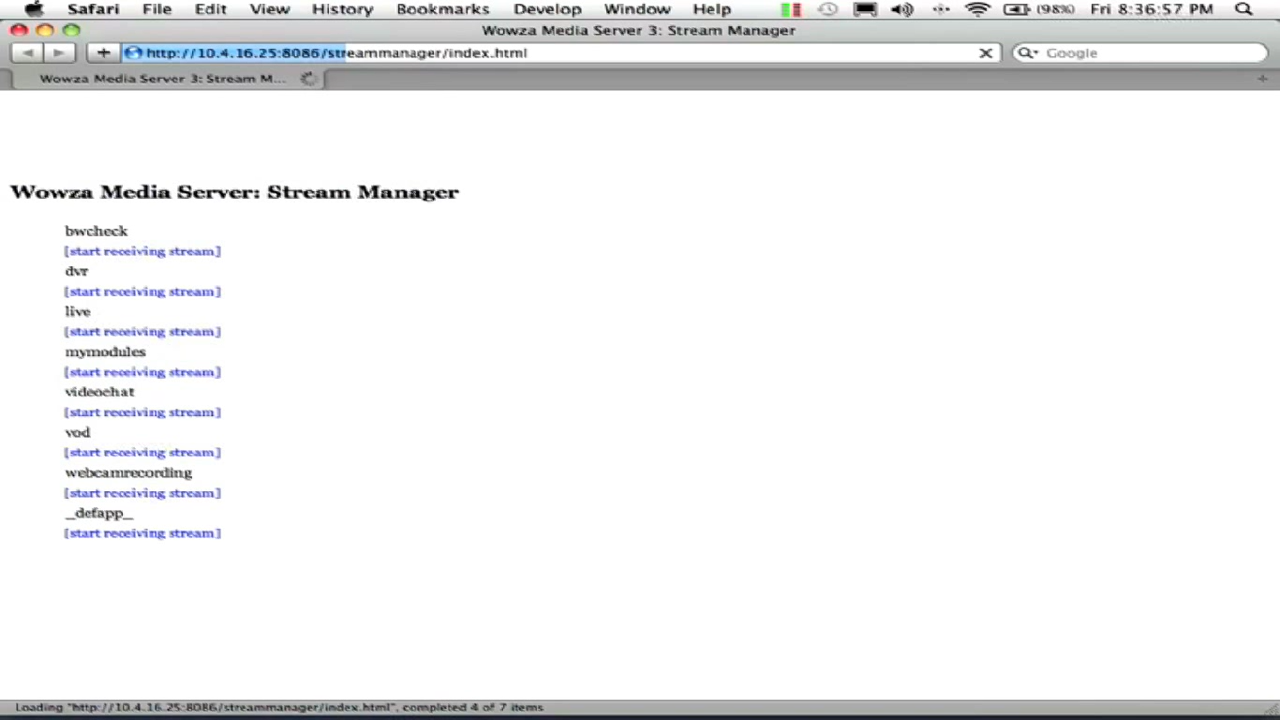 Safari File Edit View History Bookmarks Develop Window Help (98%) Fri 8:36:57 PM
Wowza Media Server 3: Stream Manager
http://10.4.16.25:8086/streammanager/index.html Google
Wowza Media Server 3: Stream M...
Wowza Media Server: Stream Manager
bwcheck
[start receiving stream]
dvr
[start receiving stream]
live
[start receiving stream]
mymodules
[start receiving stream]
videochat
[start receiving stream]
vod
[start receiving stream]
webcamrecording
[start receiving stream]
_defapp_
[start receiving stream]
Loading "http://10.4.16.25:8086/streammanager/index.html", completed 4 of 7 items